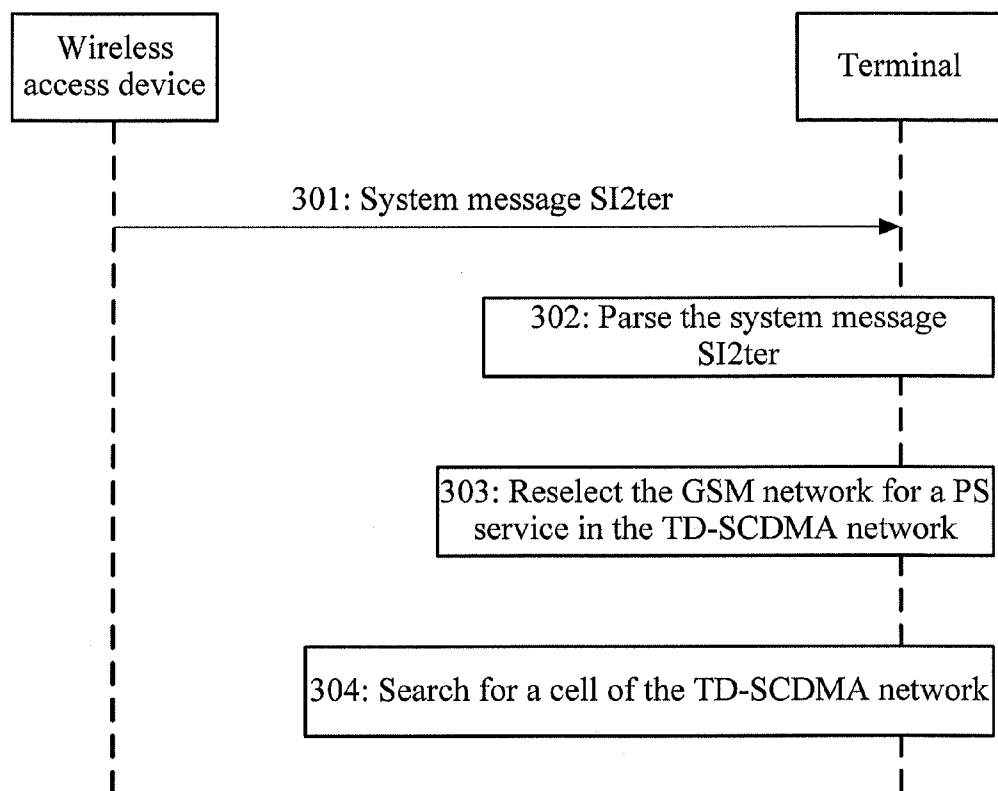 Wireless
access device
Terminal
301: System message SI2ter
302: Parse the system message
SI2ter
303: Reselect the GSM network for a PS
service in the TD-SCDMA network
304: Search for a cell of the TD-SCDMA network